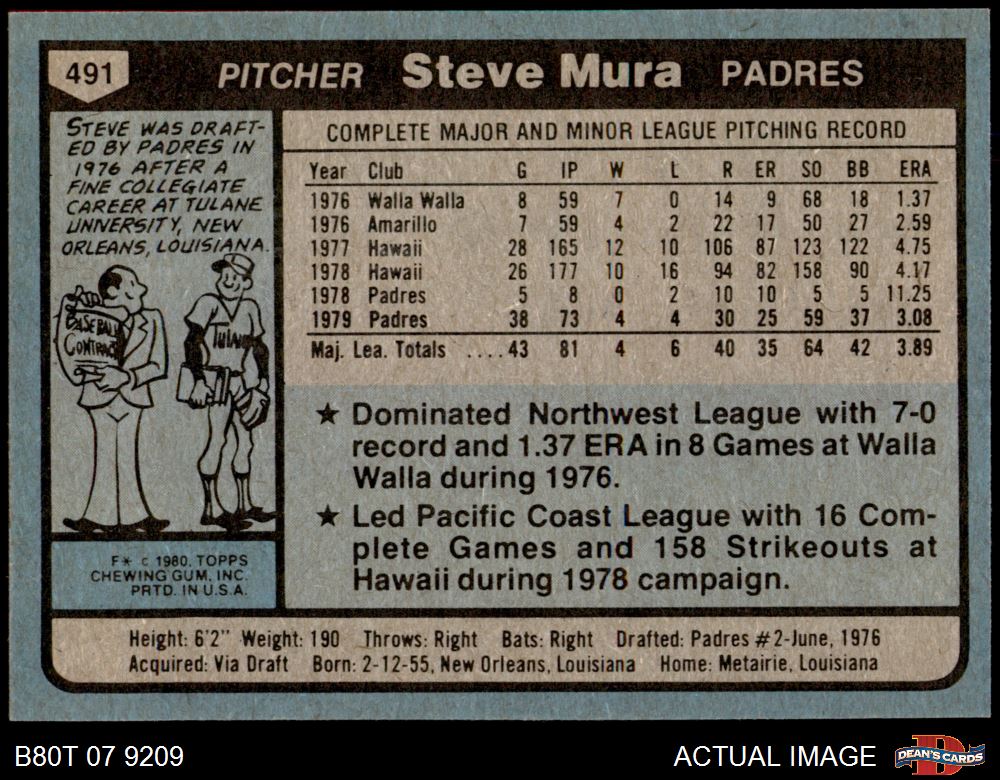 491 PITCHER Steve Mura PADRES
STEVE WAS DRAFT-
ED BY PADRES IN
1976 AFTER A
FINE COLLEGIATE
CAREER AT TULANE
UNIVERSITY, NEW
ORLEANS, LOUISIANA.
BASEBALL
CONTRACT
TULANE
F* © 1980. TOPPS
CHEWING GUM, INC.
PRTD. IN U.S.A.
COMPLETE MAJOR AND MINOR LEAGUE PITCHING RECORD
Year Club G IP W L R ER SO BB ERA
1976 Walla Walla 8 59 7 0 14 9 68 18 1.37
1976 Amarillo 7 59 4 2 22 17 50 27 2.59
1977 Hawaii 28 165 12 10 106 87 123 122 4.75
1978 Hawaii 26 177 10 16 94 82 158 90 4.17
1978 Padres 5 8 0 2 10 10 5 5 11.25
1979 Padres 38 73 4 4 30 25 59 37 3.08
Maj. Lea. Totals ....43 81 4 6 40 35 64 42 3.89
★ Dominated Northwest League with 7-0
record and 1.37 ERA in 8 Games at Walla
Walla during 1976.
★ Led Pacific Coast League with 16 Com-
plete Games and 158 Strikeouts at
Hawaii during 1978 campaign.
Height: 6'2" Weight: 190 Throws: Right Bats: Right Drafted: Padres #2-June, 1976
Acquired: Via Draft Born: 2-12-55, New Orleans, Louisiana Home: Metairie, Louisiana
B80T 07 9209 ACTUAL IMAGE D DEAN'S CARDS